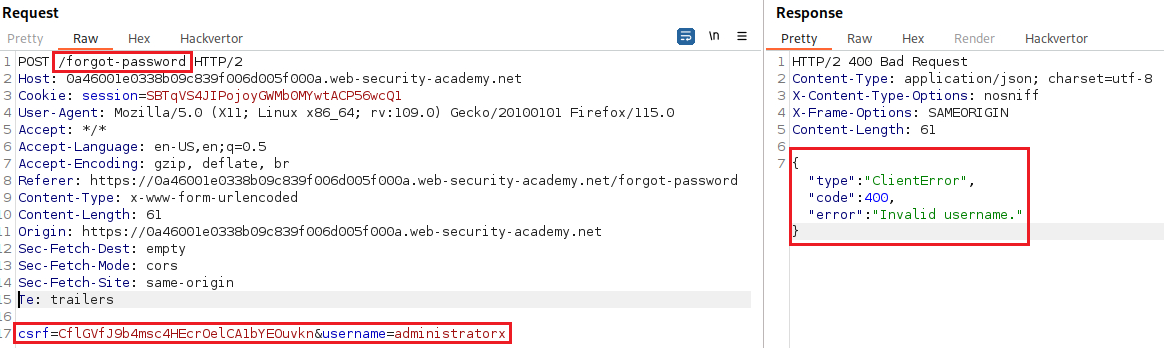 Request
Response
Pretty Raw Hex Hackvertor \n
Pretty Raw Hex Render Hackvertor
1 POST /forgot-password HTTP/2
2 Host: 0a46001e0338b09c839f006d005f000a.web-security-academy.net
3 Cookie: session=SBTqVS4JIPojoyGWMbOMYwtACP56wcQ1
4 User-Agent: Mozilla/5.0 (X11; Linux x86_64; rv:109.0) Gecko/20100101 Firefox/115.0
5 Accept: */*
6 Accept-Language: en-US,en;q=0.5
7 Accept-Encoding: gzip, deflate, br
8 Referer: https://0a46001e0338b09c839f006d005f000a.web-security-academy.net/forgot-password
9 Content-Type: x-www-form-urlencoded
10 Content-Length: 61
11 Origin: https://0a46001e0338b09c839f006d005f000a.web-security-academy.net
12 Sec-Fetch-Dest: empty
13 Sec-Fetch-Mode: cors
14 Sec-Fetch-Site: same-origin
15 Te: trailers
16
17 csrf=CflGVfJ9b4msc4HEcrOelCA1bYEOuvkn&username=administratorx
1 HTTP/2 400 Bad Request
2 Content-Type: application/json; charset=utf-8
3 X-Content-Type-Options: nosniff
4 X-Frame-Options: SAMEORIGIN
5 Content-Length: 61
6
7 {
"type":"ClientError",
"code":400,
"error":"Invalid username."
}